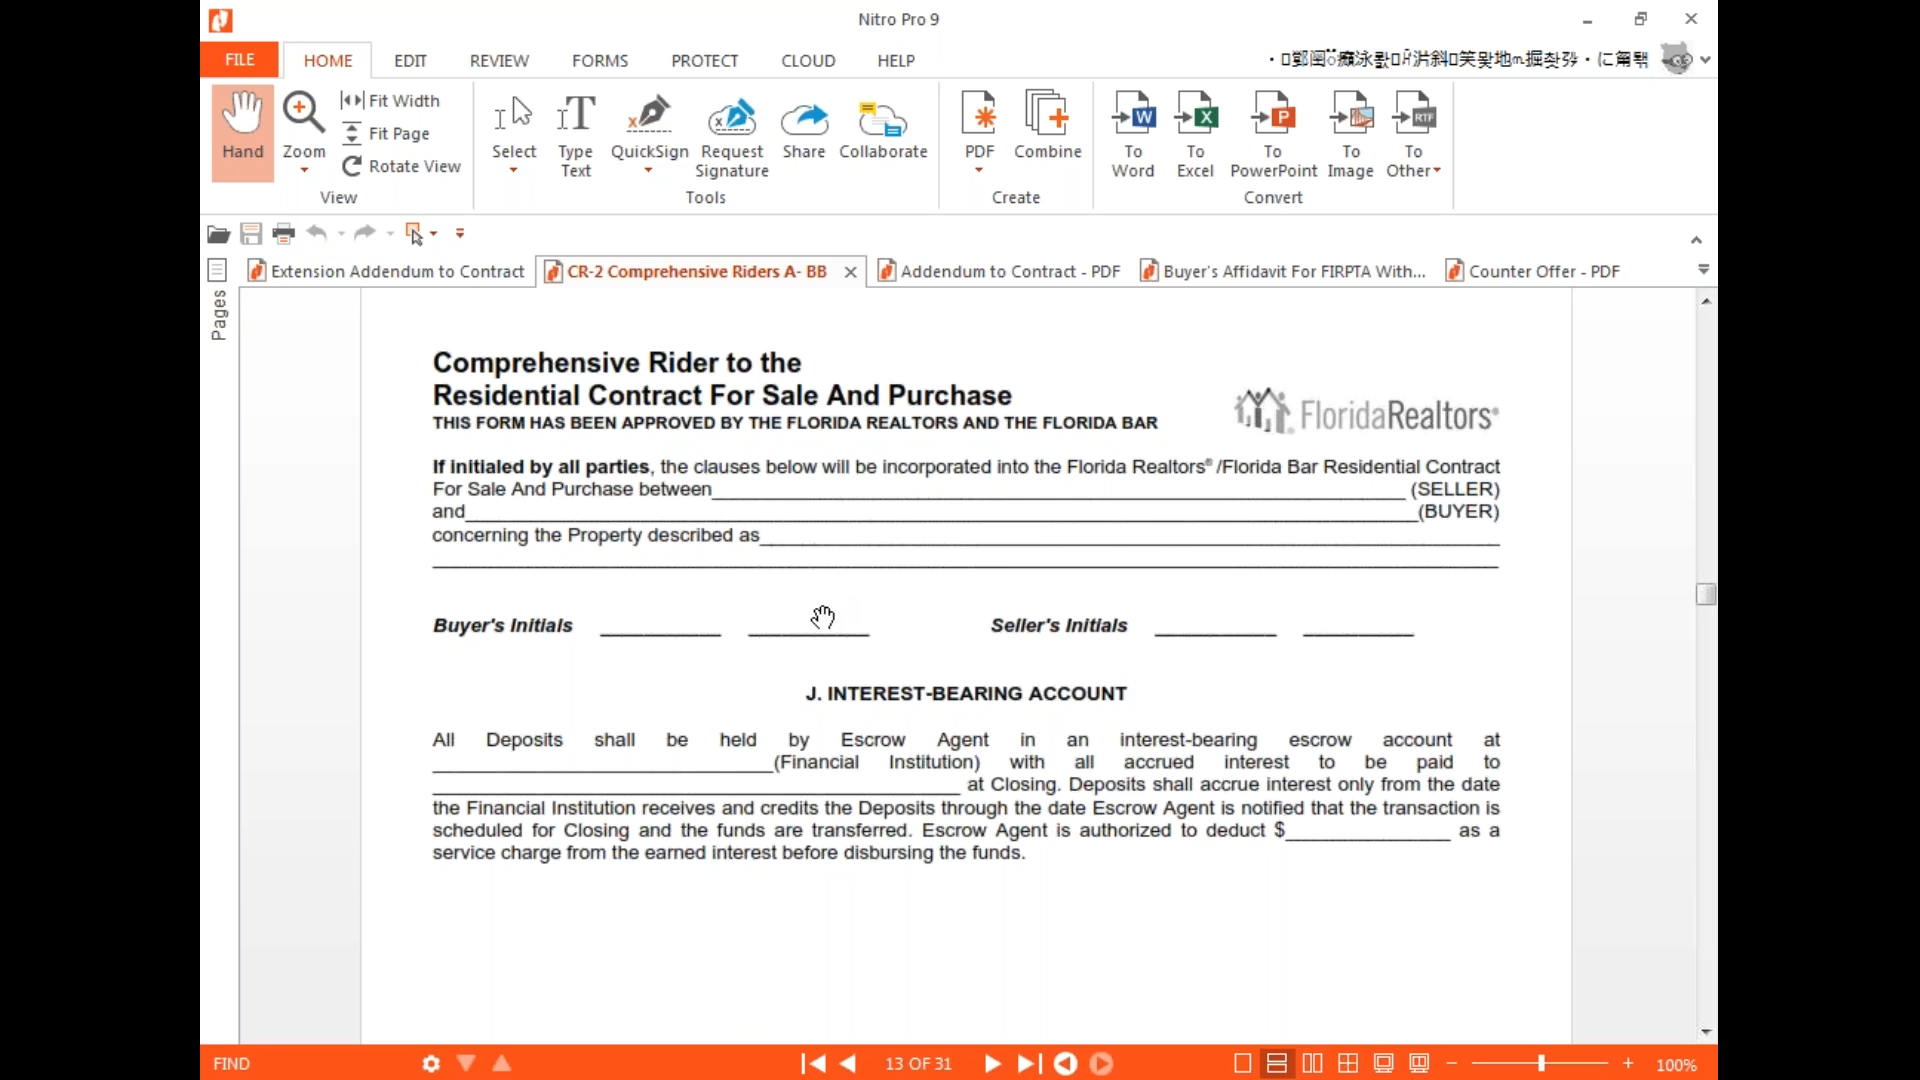 Nitro Pro 9
FILE HOME EDIT REVIEW FORMS PROTECT CLOUD HELP
Hand
Zoom
Fit Width
Fit Page
Rotate View
Select
Type Text
QuickSign
Request Signature
Share
Collaborate
PDF
Combine
To Word
To Excel
To PowerPoint
To Image
To Other
View Tools Create Convert
Extension Addendum to Contract CR-2 Comprehensive Riders A- BB Addendum to Contract - PDF Buyer's Affidavit For FIRPTA With... Counter Offer - PDF
Pages
Comprehensive Rider to the
Residential Contract For Sale And Purchase
THIS FORM HAS BEEN APPROVED BY THE FLORIDA REALTORS AND THE FLORIDA BAR
FloridaRealtors®
If initialed by all parties, the clauses below will be incorporated into the Florida Realtors® /Florida Bar Residential Contract
For Sale And Purchase between (SELLER)
and (BUYER)
concerning the Property described as
Buyer's Initials Seller's Initials
J. INTEREST-BEARING ACCOUNT
All Deposits shall be held by Escrow Agent in an interest-bearing escrow account at
(Financial Institution) with all accrued interest to be paid to
at Closing. Deposits shall accrue interest only from the date
the Financial Institution receives and credits the Deposits through the date Escrow Agent is notified that the transaction is
scheduled for Closing and the funds are transferred. Escrow Agent is authorized to deduct $ as a
service charge from the earned interest before disbursing the funds.
FIND 13 OF 31 100%